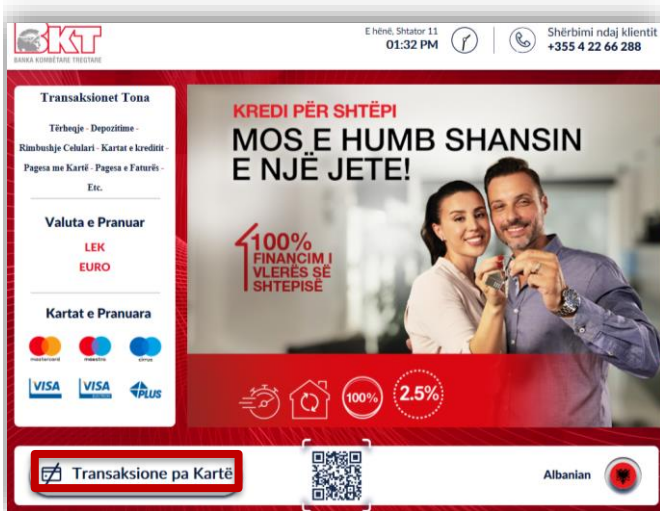 BKT
BANKA KOMBËTARE TREGTARE
E hënë, Shtator 11
01:32 PM
Shërbimi ndaj klientit
+355 4 22 66 288
Transaksionet Tona
Tërheqje - Depozitime -
Rimbushje Celulari - Kartat e kreditit -
Pagesa me Kartë - Pagesa e Faturës -
Etc.
Valuta e Pranuar
LEK
EURO
Kartat e Pranuara
mastercard
maestro
cirrus
VISA
VISA
PLUS
KREDI PËR SHTËPI
MOS E HUMB SHANSIN
E NJË JETE!
100%
FINANCIM I
VLERËS SË
SHTEPISË
100%
2.5%
Transaksione pa Kartë
Albanian